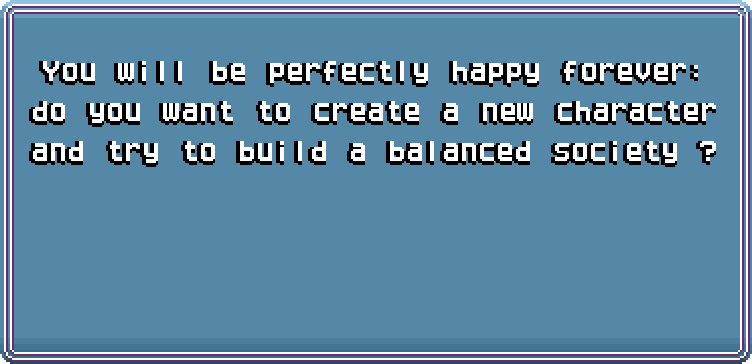 You will be perfectly happy forever:
do you want to create a new character
and try to build a balanced society ?